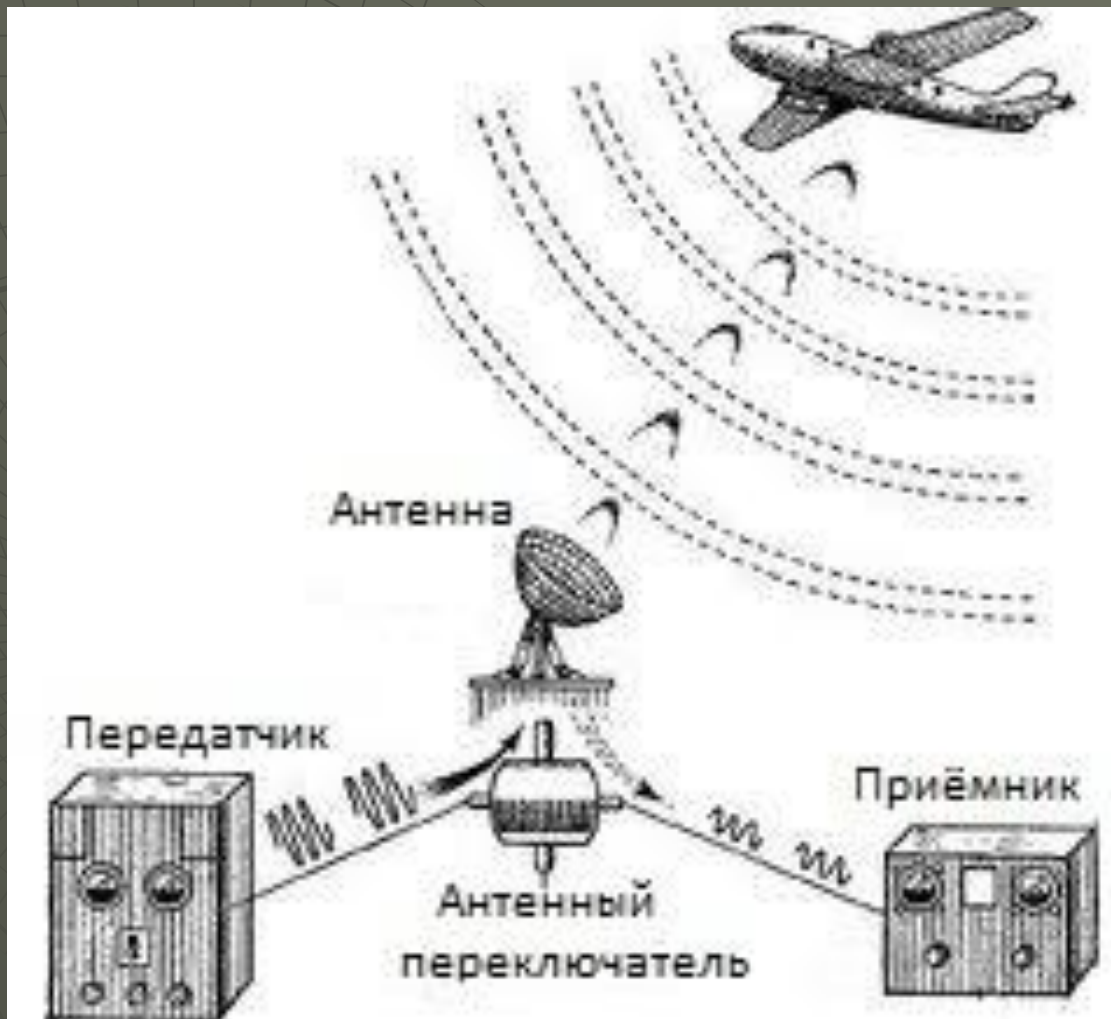 Антенна
Передатчик
Приёмник
Антенный
переключатель